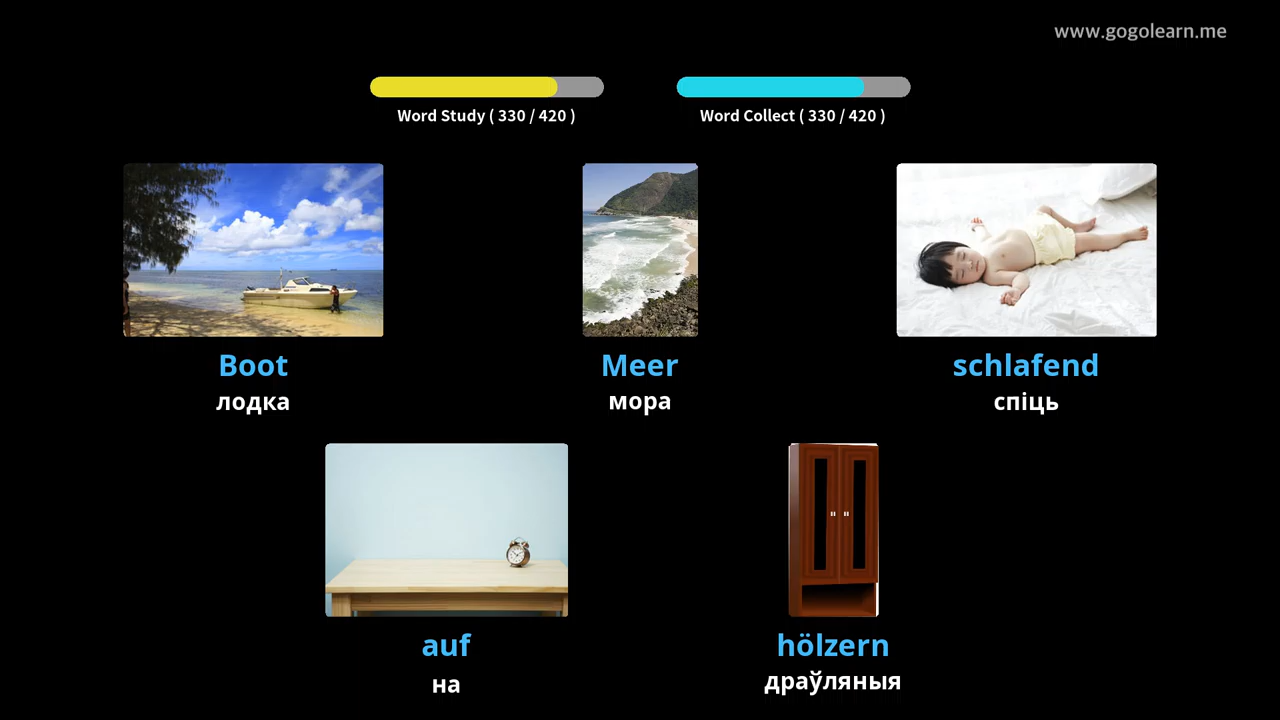 www.gogolearn.me
Word Study ( 330 / 420 )
Word Collect ( 330 / 420 )
Boot
лодка
Meer
мора
schlafend
спіць
auf
на
hölzern
драўляныя